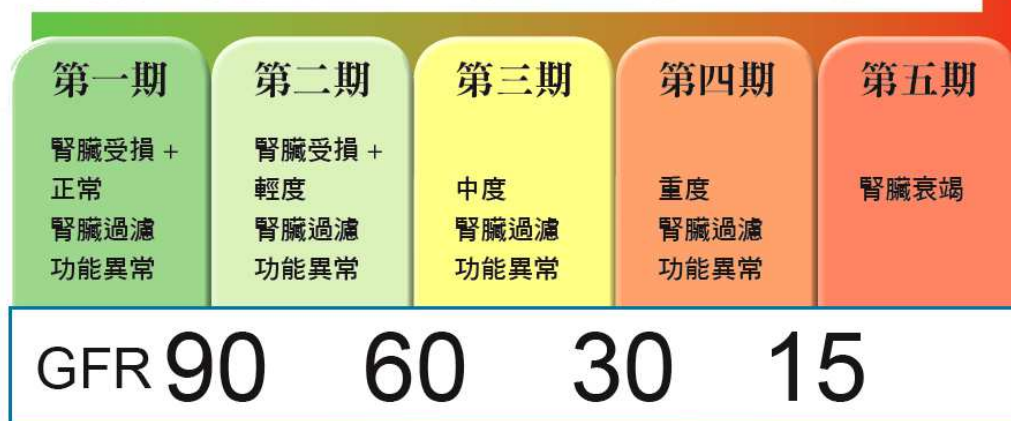 第一期
腎臟受損 +
正常
腎臟過濾
功能異常
第二期
腎臟受損 +
輕度
腎臟過濾
功能異常
第三期
中度
腎臟過濾
功能異常
第四期
重度
腎臟過濾
功能異常
第五期
腎臟衰竭
GFR 90 60 30 15